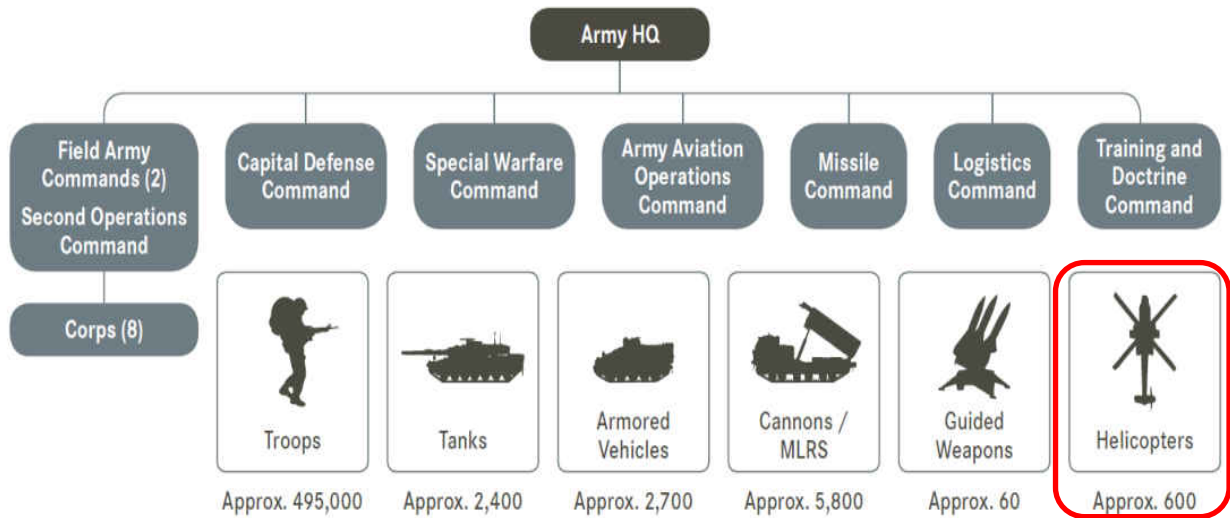 Army HQ
Field Army
Commands (2)
Second Operations
Command
Capital Defense
Command
Special Warfare
Command
Army Aviation
Operations
Command
Missile
Command
Logistics
Command
Training and
Doctrine
Command
Corps (8)
Troops
Tanks
Armored
Vehicles
Cannons /
MLRS
Guided
Weapons
Helicopters
Approx. 495,000
Approx. 2,400
Approx. 2,700
Approx. 5,800
Approx. 60
Approx. 600